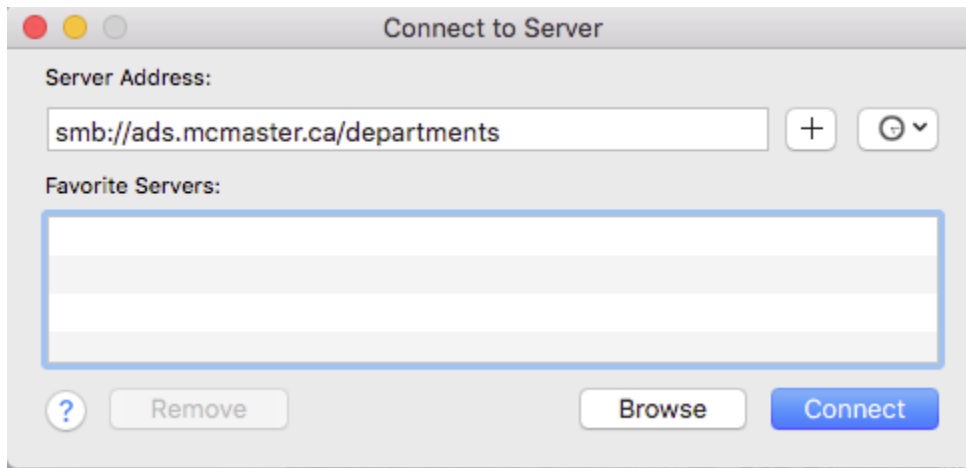 Connect to Server
Server Address:
smb://ads.mcmaster.ca/departments
+
Favorite Servers:
? Remove Browse Connect